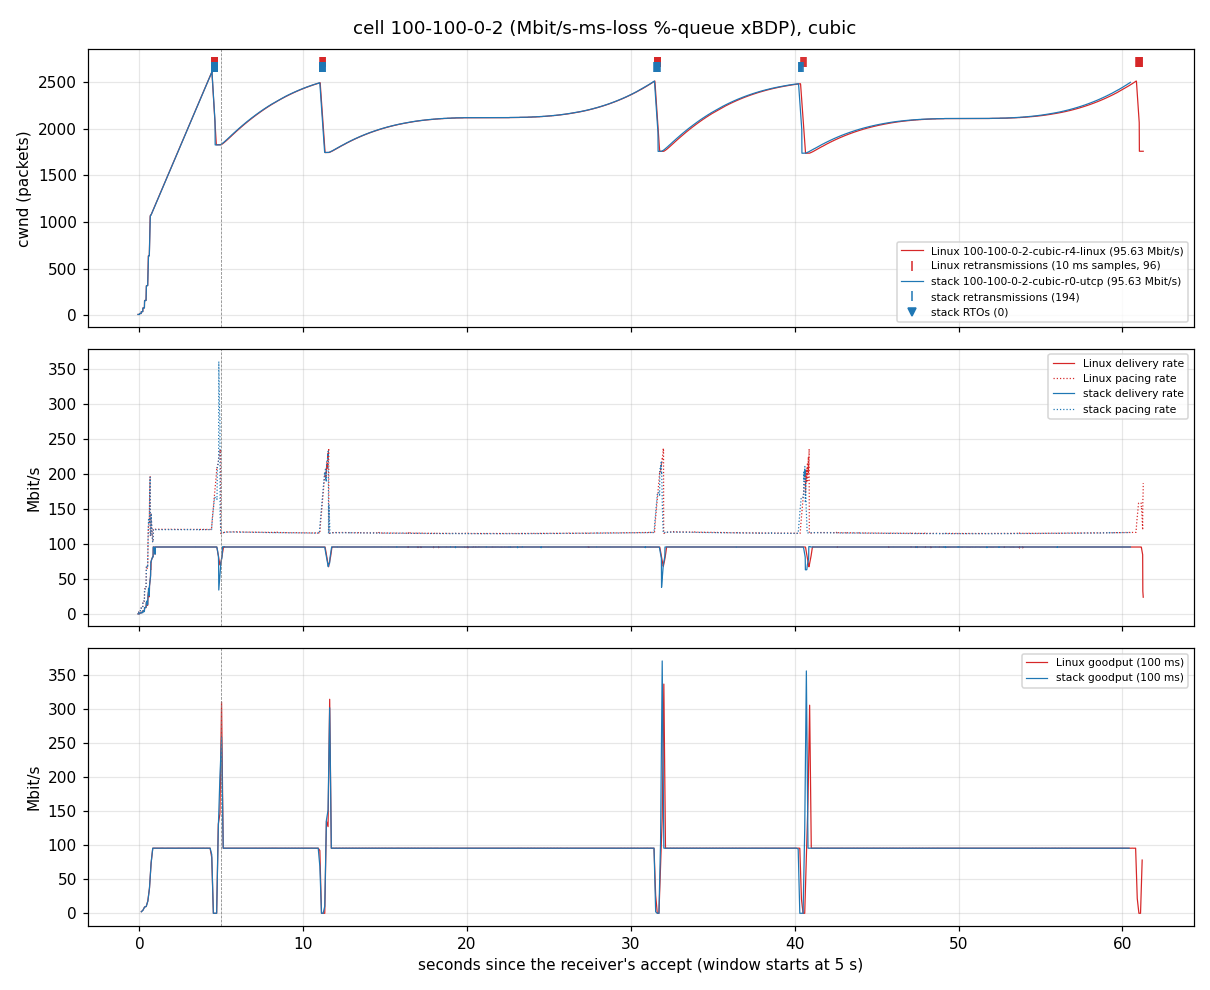 cell 100-100-0-2 (Mbit/s-ms-loss %-queue xBDP), cubic
cwnd (packets)
2500
2000
1500
1000
500
0
Linux 100-100-0-2-cubic-r4-linux (95.63 Mbit/s)
Linux retransmissions (10 ms samples, 96)
stack 100-100-0-2-cubic-r0-utcp (95.63 Mbit/s)
stack retransmissions (194)
stack RTOs (0)
Mbit/s
350
300
250
200
150
100
50
0
Linux delivery rate
Linux pacing rate
stack delivery rate
stack pacing rate
Mbit/s
350
300
250
200
150
100
50
0
Linux goodput (100 ms)
stack goodput (100 ms)
0 10 20 30 40 50 60
seconds since the receiver's accept (window starts at 5 s)